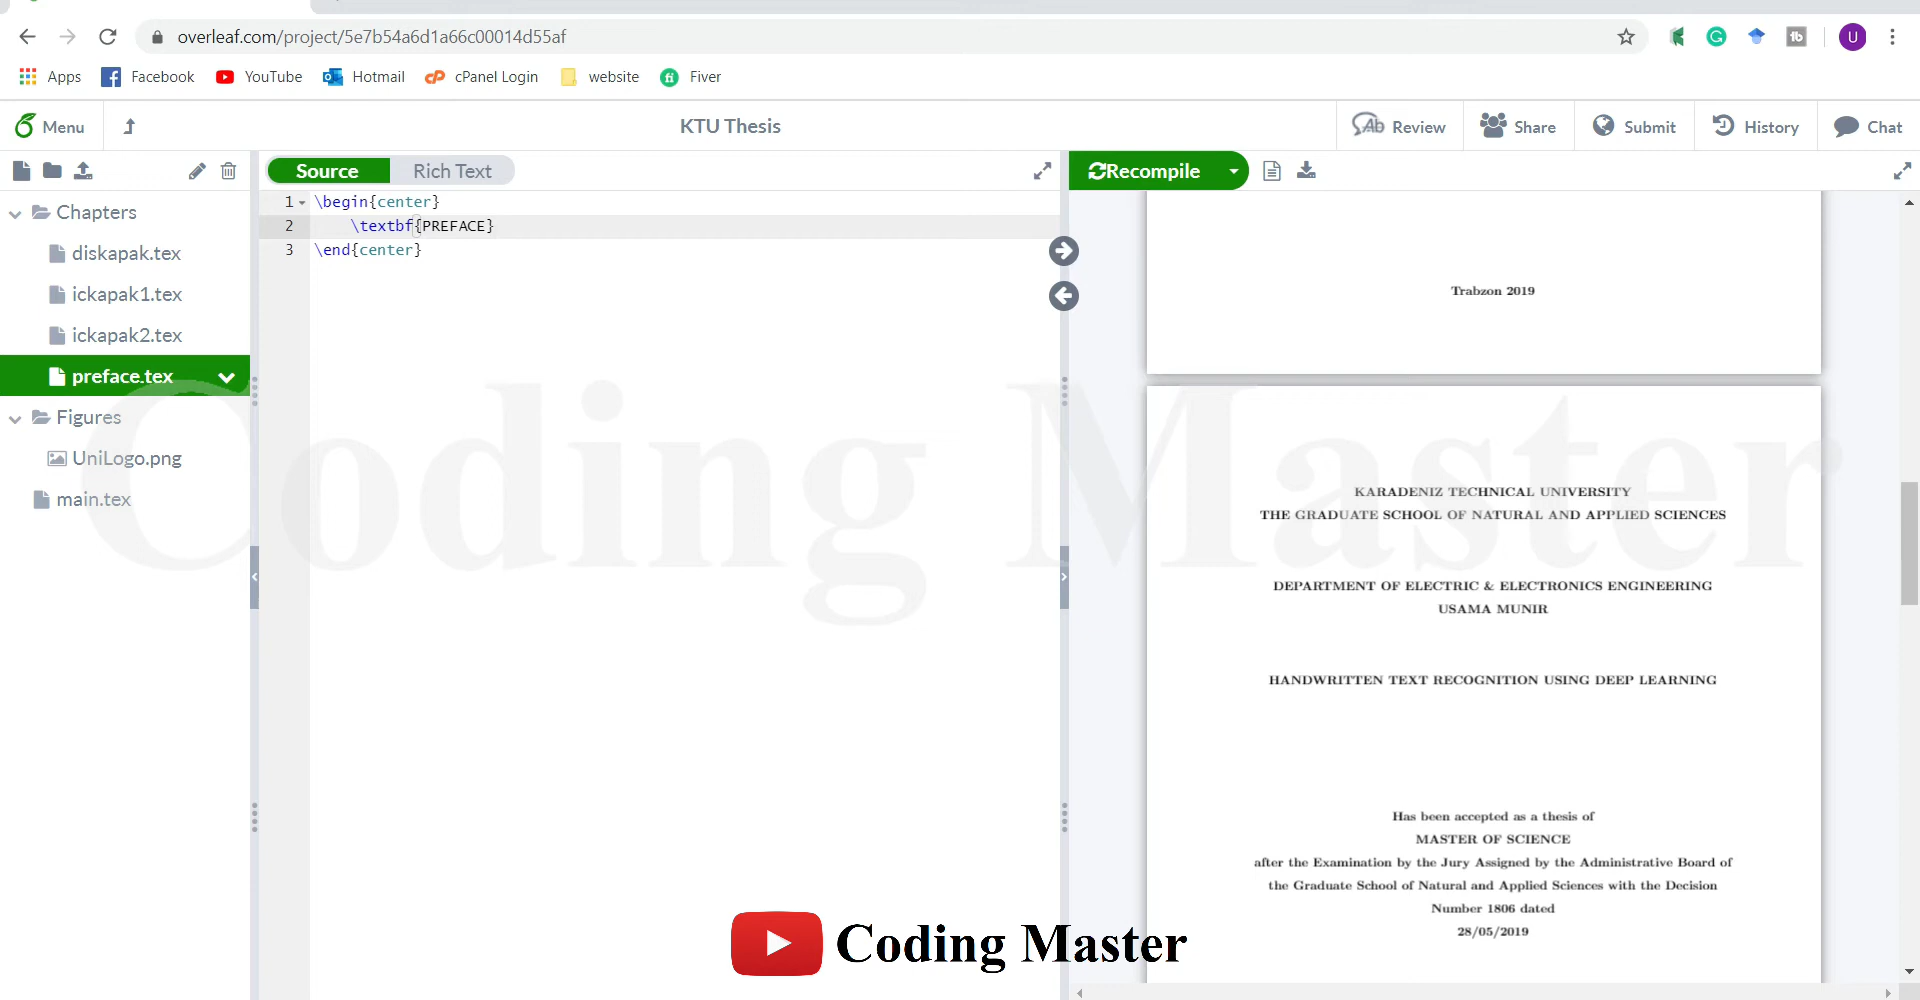 overleaf.com/project/5e7b54a6d1a66c00014d55af
U
Apps
Facebook
YouTube
Hotmail
cP
cPanel Login
website
fi
Fiver
Menu
KTU Thesis
Review
Share
Submit
History
Chat
Source
Rich Text
Recompile
Chapters
diskapak.tex
ickapak1.tex
ickapak2.tex
preface.tex
Figures
UniLogo.png
main.tex
1 \begin{center}
2 \textbf{PREFACE}
3 \end{center}
Trabzon 2019
KARADENIZ TECHNICAL UNIVERSITY
THE GRADUATE SCHOOL OF NATURAL AND APPLIED SCIENCES
DEPARTMENT OF ELECTRIC & ELECTRONICS ENGINEERING
USAMA MUNIR
HANDWRITTEN TEXT RECOGNITION USING DEEP LEARNING
Has been accepted as a thesis of
MASTER OF SCIENCE
after the Examination by the Jury Assigned by the Administrative Board of
the Graduate School of Natural and Applied Sciences with the Decision
Number 1806 dated
28/05/2019
Coding Master
Coding Master